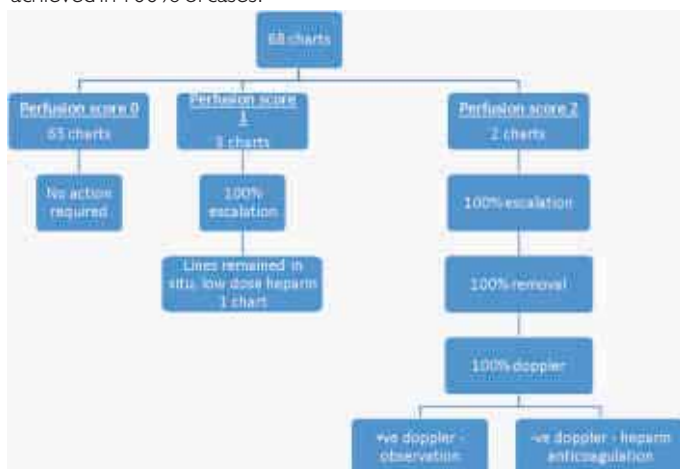 achieved in 100% of cases.
68 charts
Perfusion score 0
63 charts
Perfusion score
1
3 charts
Perfusion score 2
2 charts
No action
required
100%
escalation
100% escalation
Lines remained in
situ, low dose heparin
1 chart
100% removal
100% doppler
+ve doppler -
observation
-ve doppler - heparin
anticoagulation